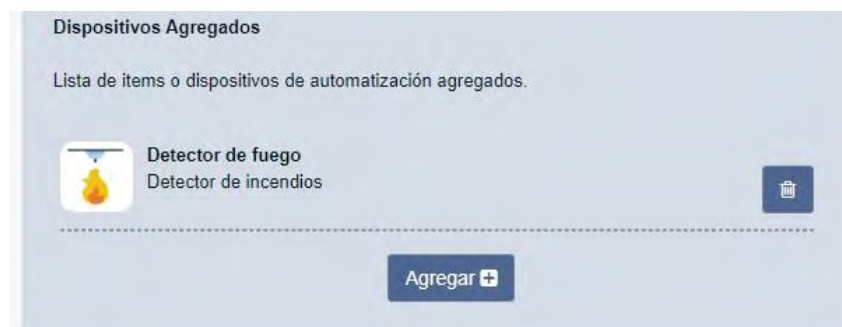 Dispositivos Agregados
Lista de items o dispositivos de automatización agregados.
Detector de fuego
Detector de incendios
Agregar